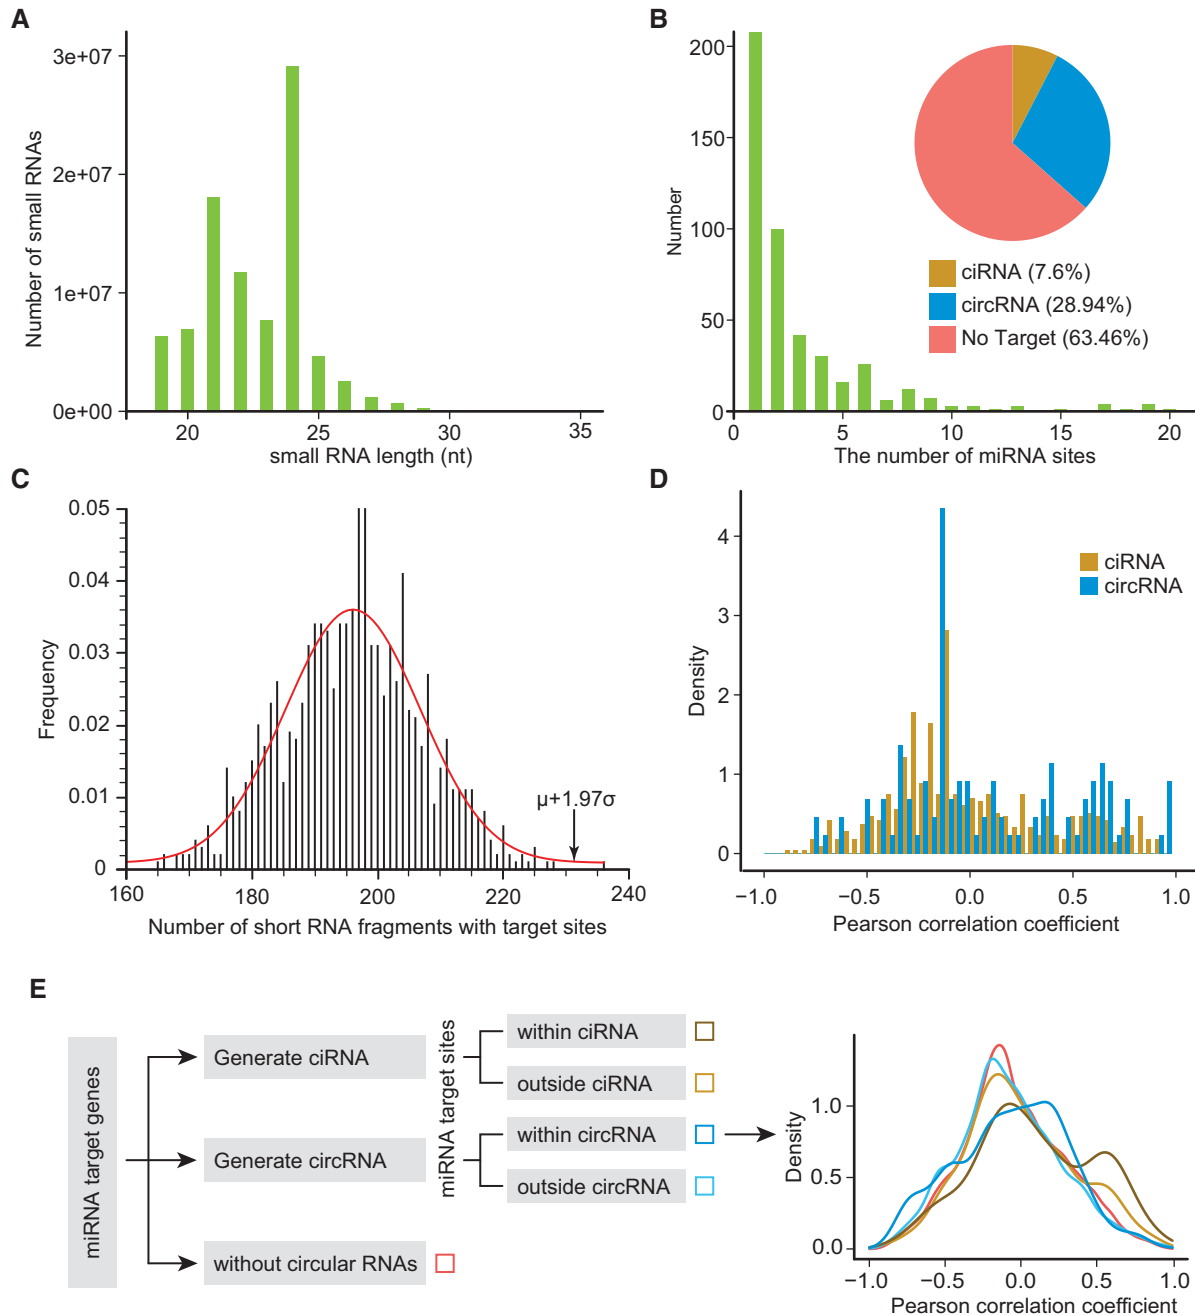 A
3e+07
2e+07
1e+07
0e+00
Number of small RNAs
20
25
30
35
small RNA length (nt)
B
200
150
100
50
0
Number
0
5
10
15
20
The number of miRNA sites
ciRNA (7.6%)
circRNA (28.94%)
No Target (63.46%)
C
0.05
0.04
0.03
0.02
0.01
0
Frequency
μ+1.97σ
160
180
200
220
240
Number of short RNA fragments with target sites
D
4
3
2
1
0
Density
ciRNA
circRNA
−1.0
−0.5
0.0
0.5
1.0
Pearson correlation coefficient
E
miRNA target genes
Generate ciRNA
Generate circRNA
without circular RNAs
miRNA target sites
within ciRNA
outside ciRNA
within circRNA
outside circRNA
1.0
0.5
0.0
Density
−1.0
−0.5
0.0
0.5
1.0
Pearson correlation coefficient